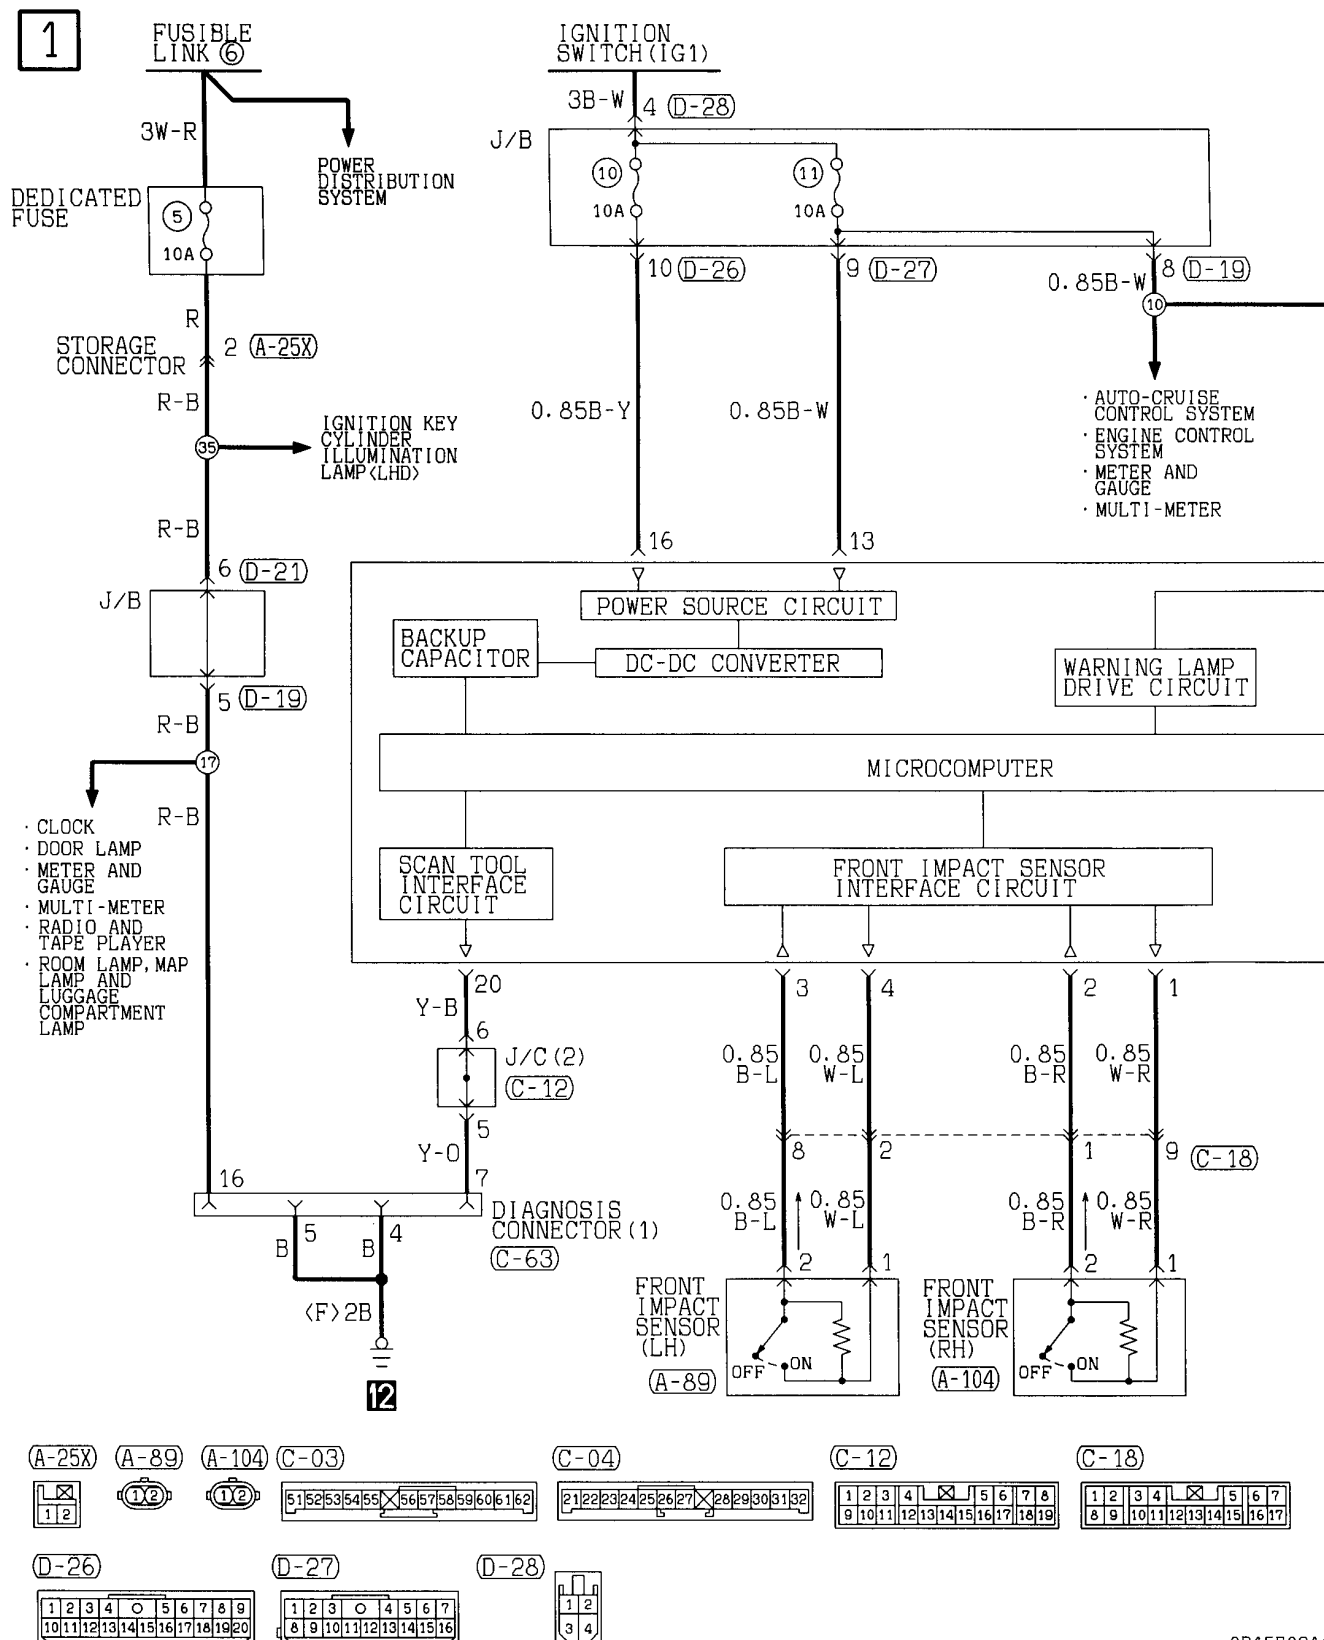 1
FUSIBLE
LINK ⑥
IGNITION
SWITCH(IG1)
3B-W
4 (D-28)
3W-R
J/B
POWER
DISTRIBUTION
SYSTEM
DEDICATED
FUSE
5
10A
10
10A
11
10A
10 (D-26)
9 (D-27)
8 (D-19)
0.85B-W
10
R
STORAGE
CONNECTOR
2 (A-25X)
R-B
35
IGNITION KEY
CYLINDER
ILLUMINATION
LAMP<LHD>
0.85B-Y
0.85B-W
· AUTO-CRUISE
CONTROL SYSTEM
· ENGINE CONTROL
SYSTEM
· METER AND
GAUGE
· MULTI-METER
R-B
16
13
6 (D-21)
J/B
POWER SOURCE CIRCUIT
BACKUP
CAPACITOR
DC-DC CONVERTER
WARNING LAMP
DRIVE CIRCUIT
5 (D-19)
R-B
17
MICROCOMPUTER
R-B
· CLOCK
· DOOR LAMP
· METER AND
GAUGE
· MULTI-METER
· RADIO AND
TAPE PLAYER
· ROOM LAMP, MAP
LAMP AND
LUGGAGE
COMPARTMENT
LAMP
SCAN TOOL
INTERFACE
CIRCUIT
FRONT IMPACT SENSOR
INTERFACE CIRCUIT
20
3
4
2
1
Y-B
6
J/C(2)
(C-12)
0.85
B-L
0.85
W-L
0.85
B-R
0.85
W-R
5
Y-O
8
2
1
9
(C-18)
16
7
DIAGNOSIS
CONNECTOR(1)
(C-63)
5
4
B
B
0.85
B-L
0.85
W-L
0.85
B-R
0.85
W-R
2
1
2
1
<F>2B
12
FRONT
IMPACT
SENSOR
(LH)
(A-89)
OFF
ON
FRONT
IMPACT
SENSOR
(RH)
(A-104)
OFF
ON
(A-25X) (A-89) (A-104) (C-03) (C-04) (C-12) (C-18)
1 2
1 2
1 2
51 52 53 54 55 56 57 58 59 60 61 62
21 22 23 24 25 26 27 28 29 30 31 32
1 2 3 4 5 6 7 8
9 10 11 12 13 14 15 16 17 18 19
1 2 3 4 5 6 7
8 9 10 11 12 13 14 15 16 17
(D-26) (D-27) (D-28)
1 2 3 4 5 6 7 8 9
10 11 12 13 14 15 16 17 18 19 20
1 2 3 4 5 6 7
8 9 10 11 12 13 14 15 16
1 2
3 4